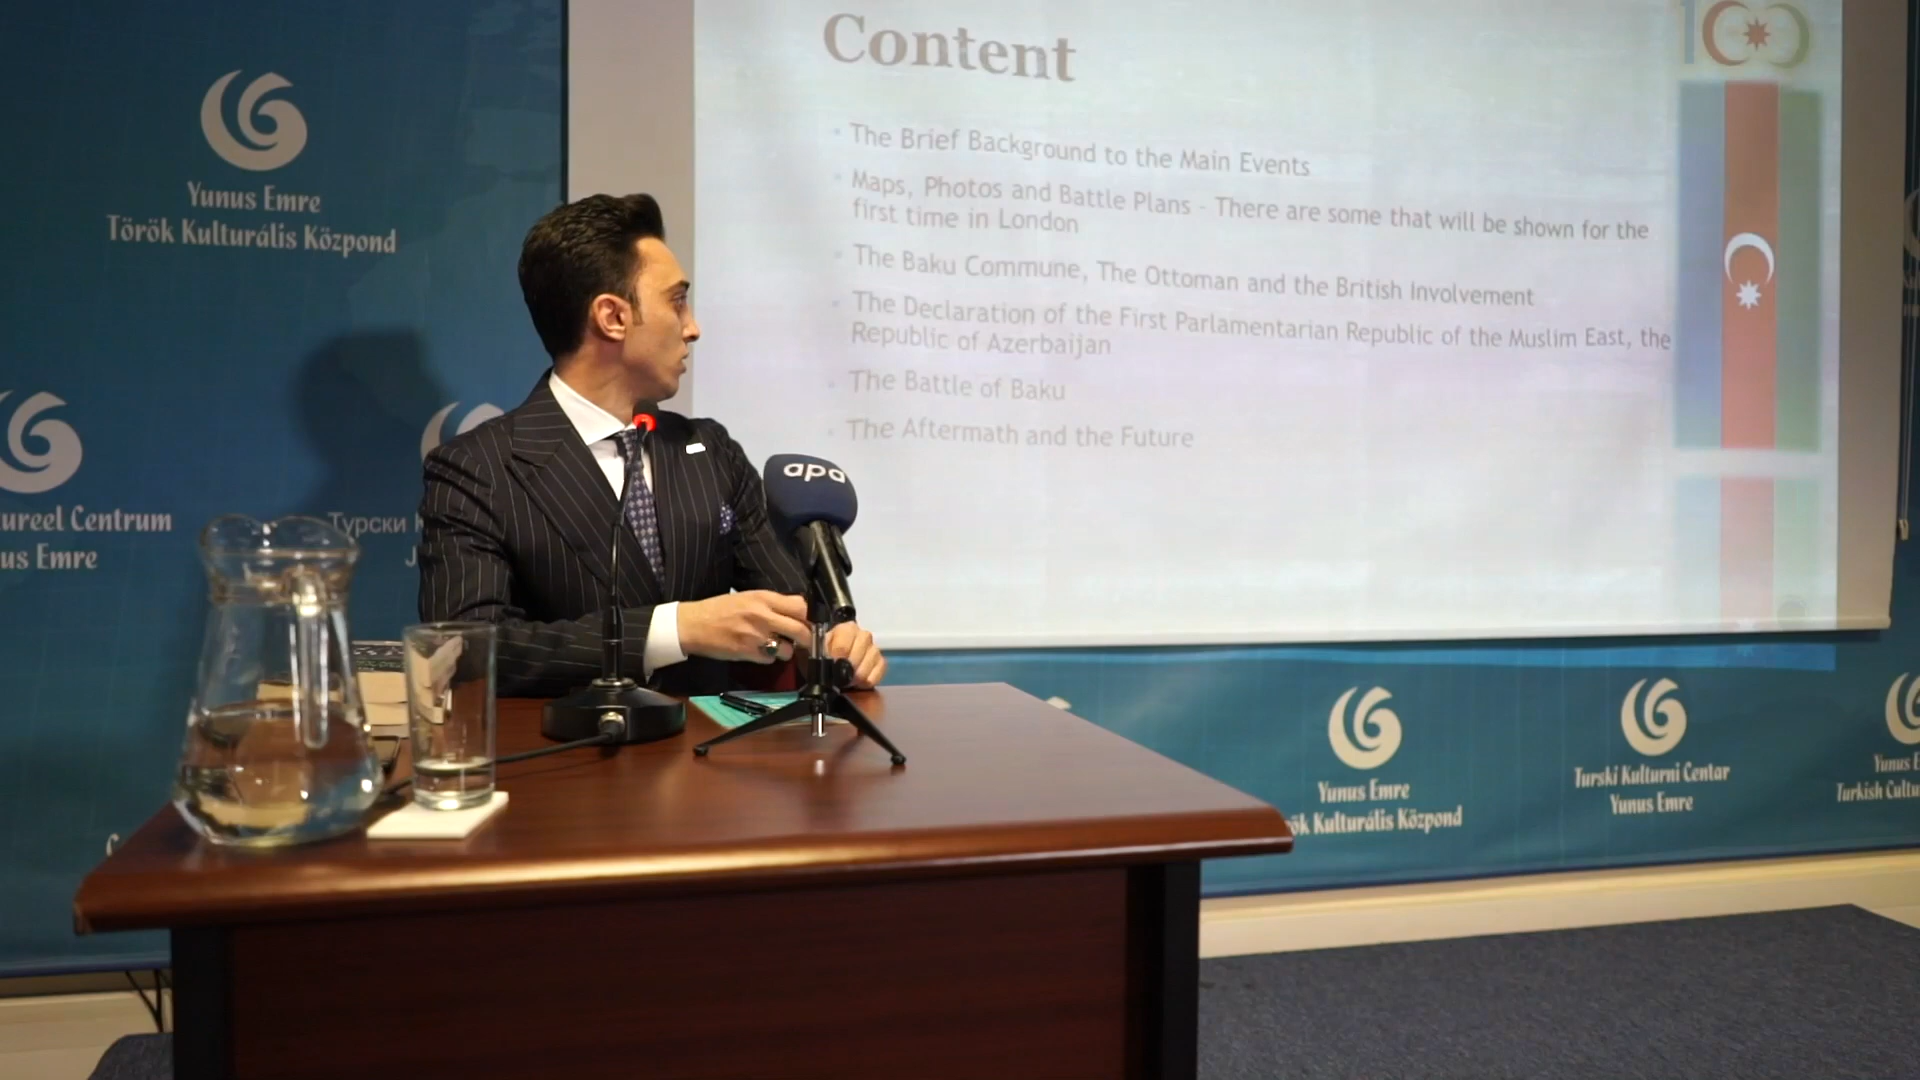 Content
The Brief Background to the Main Events
Maps, Photos and Battle Plans - There are some that will be shown for the
first time in London
The Baku Commune, The Ottoman and the British Involvement
The Declaration of the First Parlamentarian Republic of the Muslim East, the
Republic of Azerbaijan
The Battle of Baku
The Aftermath and the Future
100
Yunus Emre
Török Kulturális Központ
ureel Centrum
us Emre
Турски
apa
Yunus Emre
ök Kulturális Központ
Turski Kulturni Centar
Yunus Emre
Yunus E
Turkish Cultu